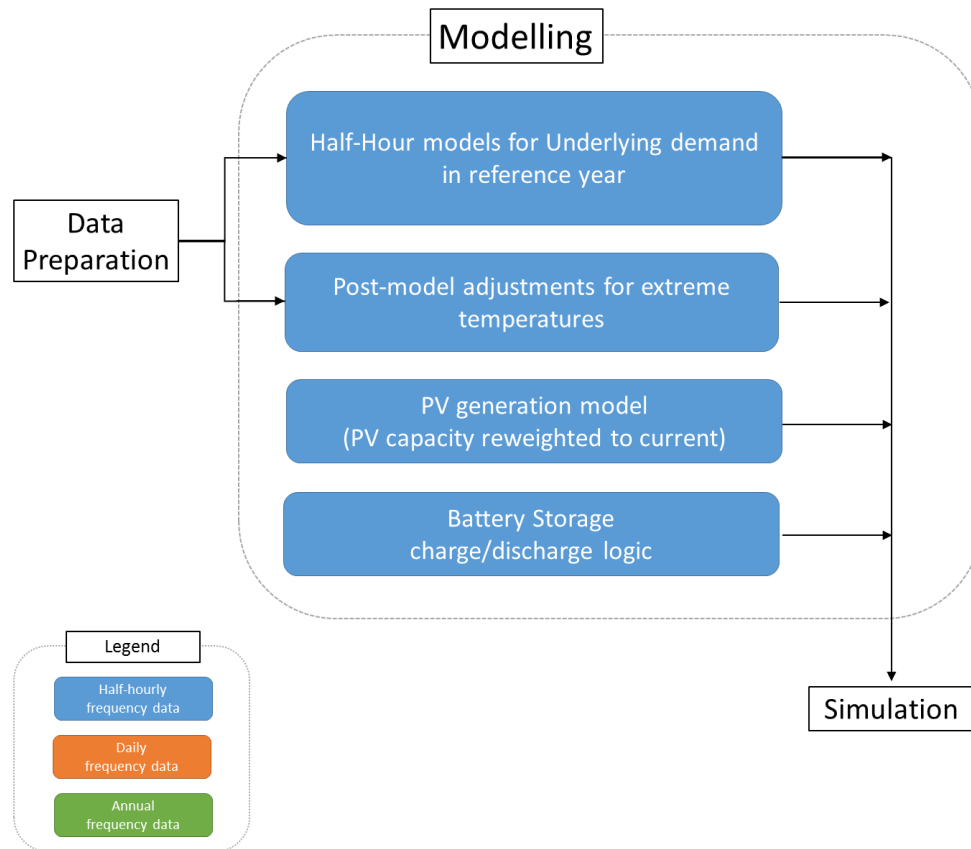 Modelling
Half-Hour models for Underlying demand
in reference year
Data
Preparation
Post-model adjustments for extreme
temperatures
PV generation model
(PV capacity reweighted to current)
Battery Storage
charge/discharge logic
Legend
Half-hourly
frequency data
Daily
frequency data
Annual
frequency data
Simulation